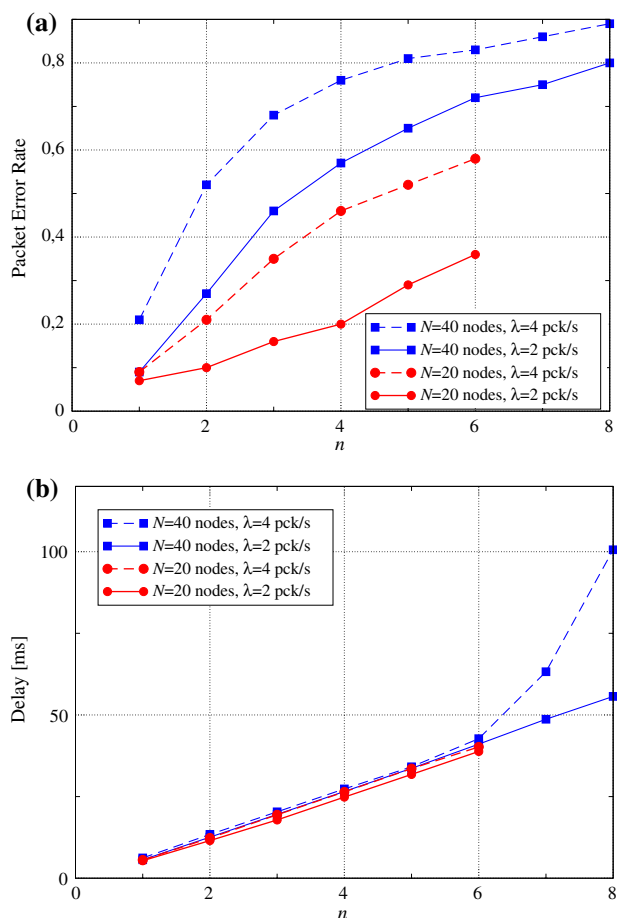 (a)
Packet Error Rate
0.8
0.6
0.4
0.2
0
0 2 4 6 8
n
N=40 nodes, λ=4 pck/s
N=40 nodes, λ=2 pck/s
N=20 nodes, λ=4 pck/s
N=20 nodes, λ=2 pck/s
(b)
Delay [ms]
100
50
0
0 2 4 6 8
n
N=40 nodes, λ=4 pck/s
N=40 nodes, λ=2 pck/s
N=20 nodes, λ=4 pck/s
N=20 nodes, λ=2 pck/s